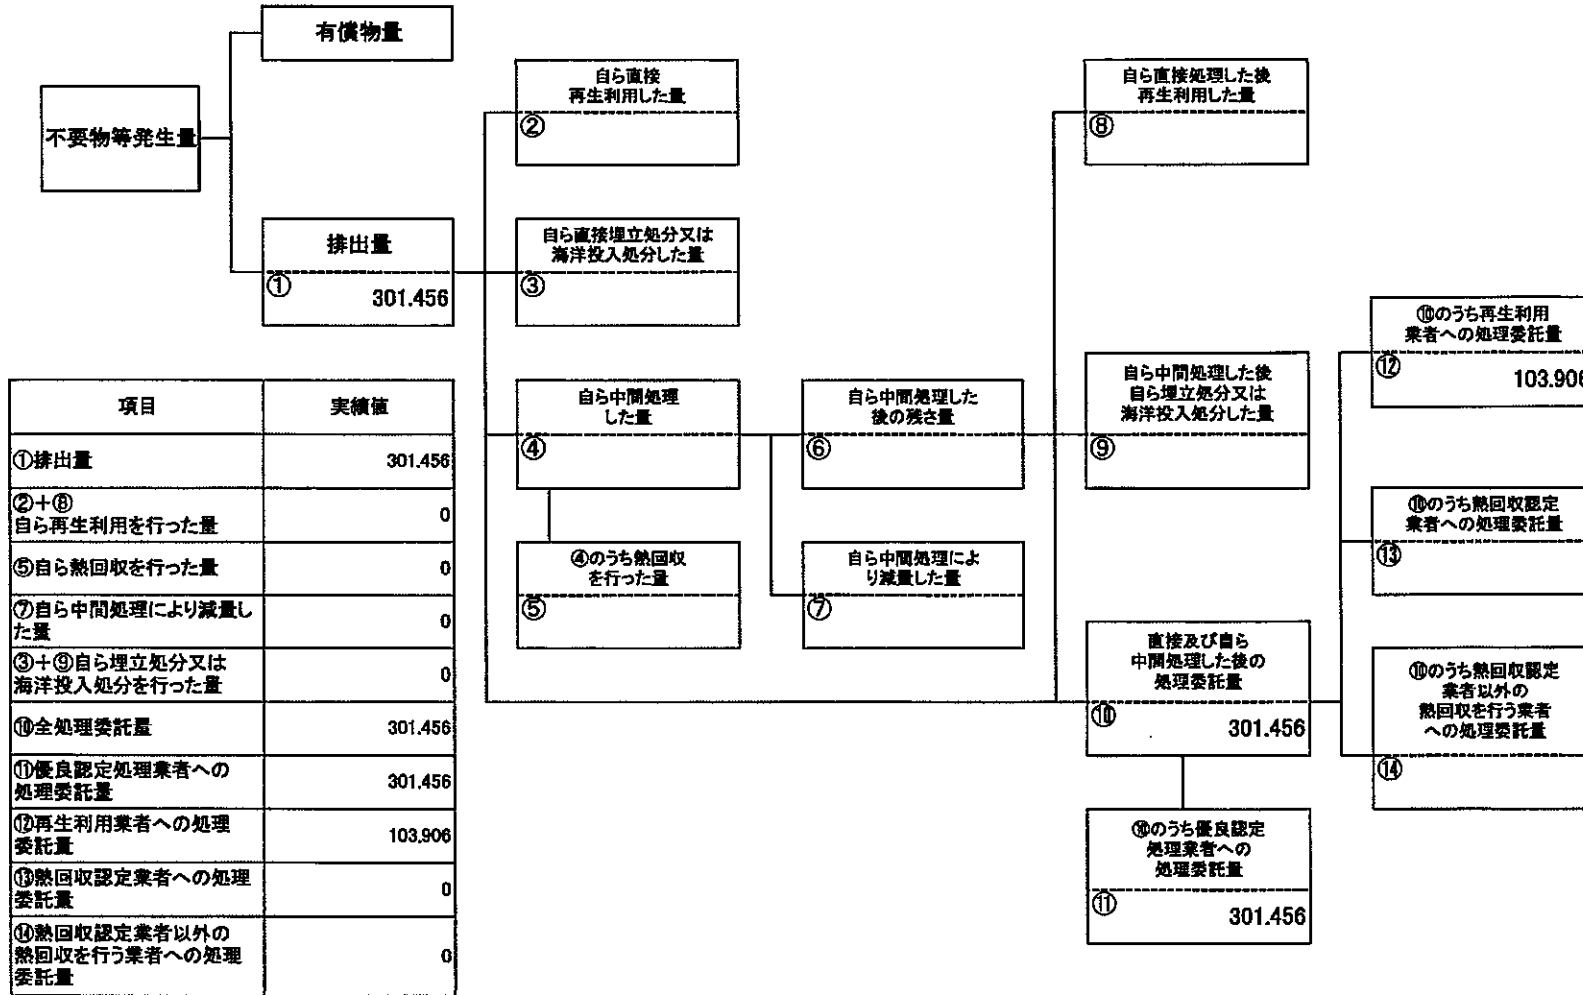 有償物量
不要物等発生量
排出量
①
301.456
自ら直接
再生利用した量
②
自ら直接埋立処分又は
海洋投入処分した量
③
自ら中間処理
した量
④
④のうち熱回収
を行った量
⑤
自ら中間処理した
後の残さ量
⑥
自ら中間処理によ
り減量した量
⑦
自ら直接処理した後
再生利用した量
⑧
自ら中間処理した後
自ら埋立処分又は
海洋投入処分した量
⑨
直接及び自ら
中間処理した後の
処理委託量
⑩
301.456
⑩のうち優良認定
処理業者への
処理委託量
⑪
301.456
⑩のうち再生利用
業者への処理委託量
⑫
103.906
⑩のうち熱回収認定
業者への処理委託量
⑬
⑩のうち熱回収認定
業者以外の
熱回収を行う業者
への処理委託量
⑭
項目 実績値
①排出量 301.456
②+⑧
自ら再生利用を行った量 0
⑤自ら熱回収を行った量 0
⑦自ら中間処理により減量し
た量 0
③+⑨自ら埋立処分又は
海洋投入処分を行った量 0
⑩全処理委託量 301.456
⑪優良認定処理業者への
処理委託量 301.456
⑫再生利用業者への処理
委託量 103,906
⑬熱回収認定業者への処理
委託量 0
⑭熱回収認定業者以外の
熱回収を行う業者への処理
委託量 0